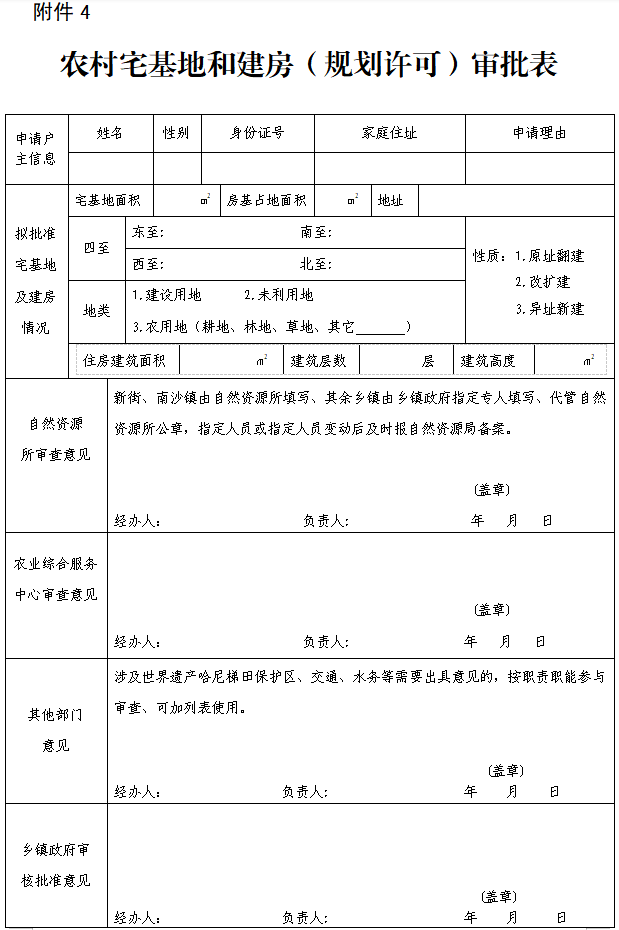 附件 4
农村宅基地和建房（规划许可）审批表
申请户
主信息
姓名 性别 身份证号 家庭住址 申请理由
拟批准
宅基地
及建房
情况
宅基地面积 ㎡ 房基占地面积 ㎡ 地址
四至
东至: 南至:
西至: 北至:
性质：1.原址翻建
2.改扩建
3.异址新建
地类
1.建设用地 2.未利用地
3.农用地（耕地、林地、草地、其它______）
住房建筑面积 ㎡ 建筑层数 层 建筑高度 ㎡
自然资源
所审查意见
新街、南沙镇由自然资源所填写、其余乡镇由乡镇政府指定专人填写、代管自然
资源所公章，指定人员或指定人员变动后及时报自然资源局备案。
（盖章）
经办人： 负责人: 年 月 日
农业综合服务
中心审查意见
（盖章）
经办人： 负责人: 年 月 日
其他部门
意见
涉及世界遗产哈尼梯田保护区、交通、水务等需要出具意见的，按职责职能参与
审查、可加列表使用。
（盖章）
经办人： 负责人: 年 月 日
乡镇政府审
核批准意见
（盖章）
经办人： 负责人: 年 月 日